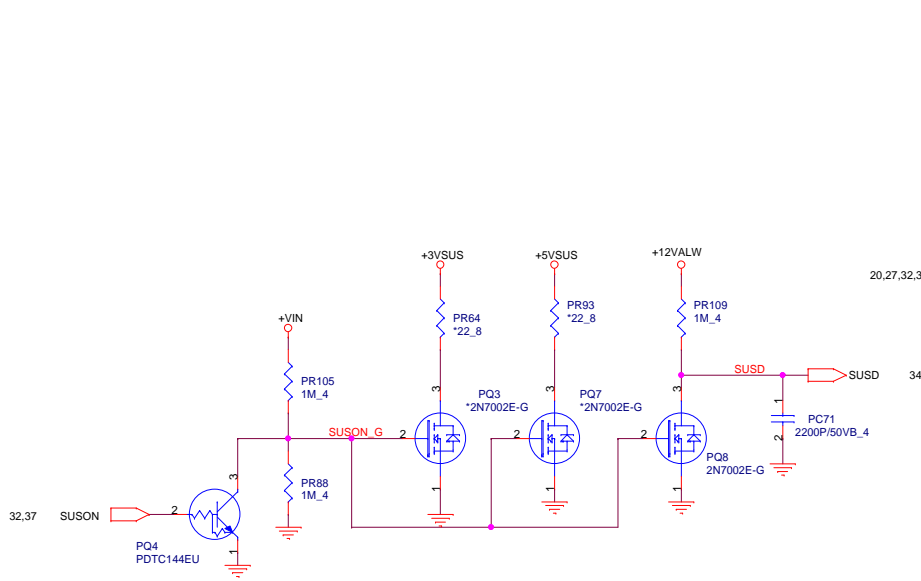 +3VSUS
+5VSUS
+12VALW
20,27,32,3
PR64
*22_8
PR93
*22_8
PR109
1M_4
+VIN
PR105
1M_4
SUSD
SUSD
34
3
3
3
PQ3
*2N7002E-G
PQ7
*2N7002E-G
1
PC71
2200P/50VB_4
2
SUSON_G
2
2
2
PQ8
2N7002E-G
3
PR88
1M_4
1
1
1
32,37
SUSON
2
PQ4
PDTC144EU
1